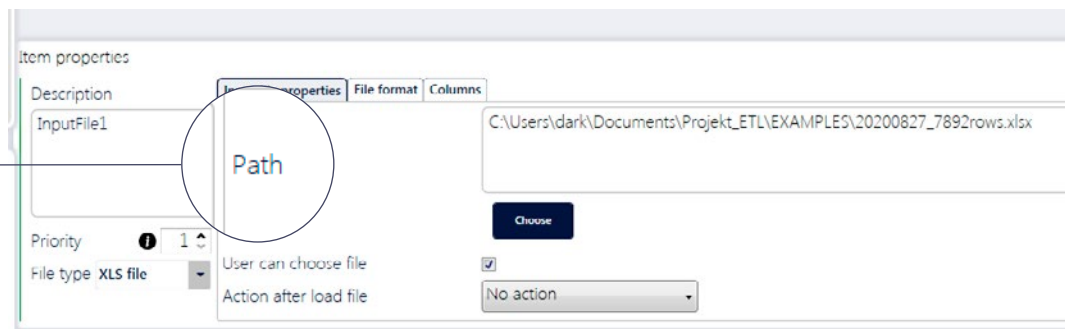 Item properties
Description
properties File format Columns
InputFile1
C:\Users\dark\Documents\Projekt_ETL\EXAMPLES\20200827_7892rows.xlsx
Path
Choose
Priority 1
User can choose file
File type XLS file
Action after load file No action